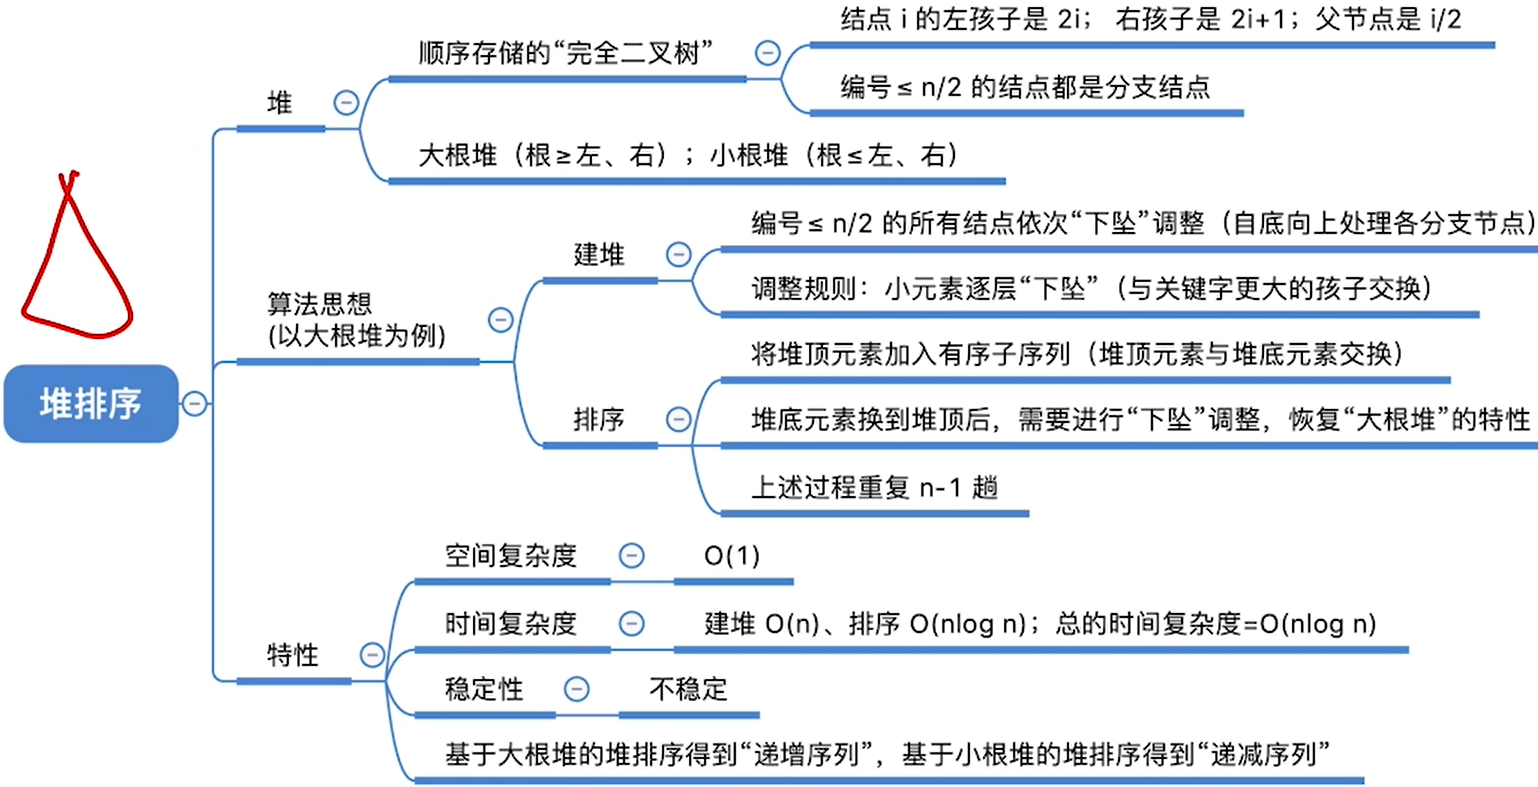 结点 i 的左孩子是 2i； 右孩子是 2i+1；父节点是 i/2
顺序存储的“完全二叉树”
编号≤ n/2 的结点都是分支结点
堆
大根堆（根≥左、右）；小根堆（根≤左、右）
编号≤ n/2 的所有结点依次“下坠”调整（自底向上处理各分支节点）
建堆
调整规则：小元素逐层“下坠”（与关键字更大的孩子交换）
算法思想
(以大根堆为例)
将堆顶元素加入有序子序列（堆顶元素与堆底元素交换）
堆排序
排序
堆底元素换到堆顶后，需要进行“下坠”调整，恢复“大根堆”的特性
上述过程重复 n-1 趟
空间复杂度
O(1)
时间复杂度
建堆 O(n)、排序 O(nlog n)；总的时间复杂度=O(nlog n)
特性
稳定性
不稳定
基于大根堆的堆排序得到“递增序列”，基于小根堆的堆排序得到“递减序列”